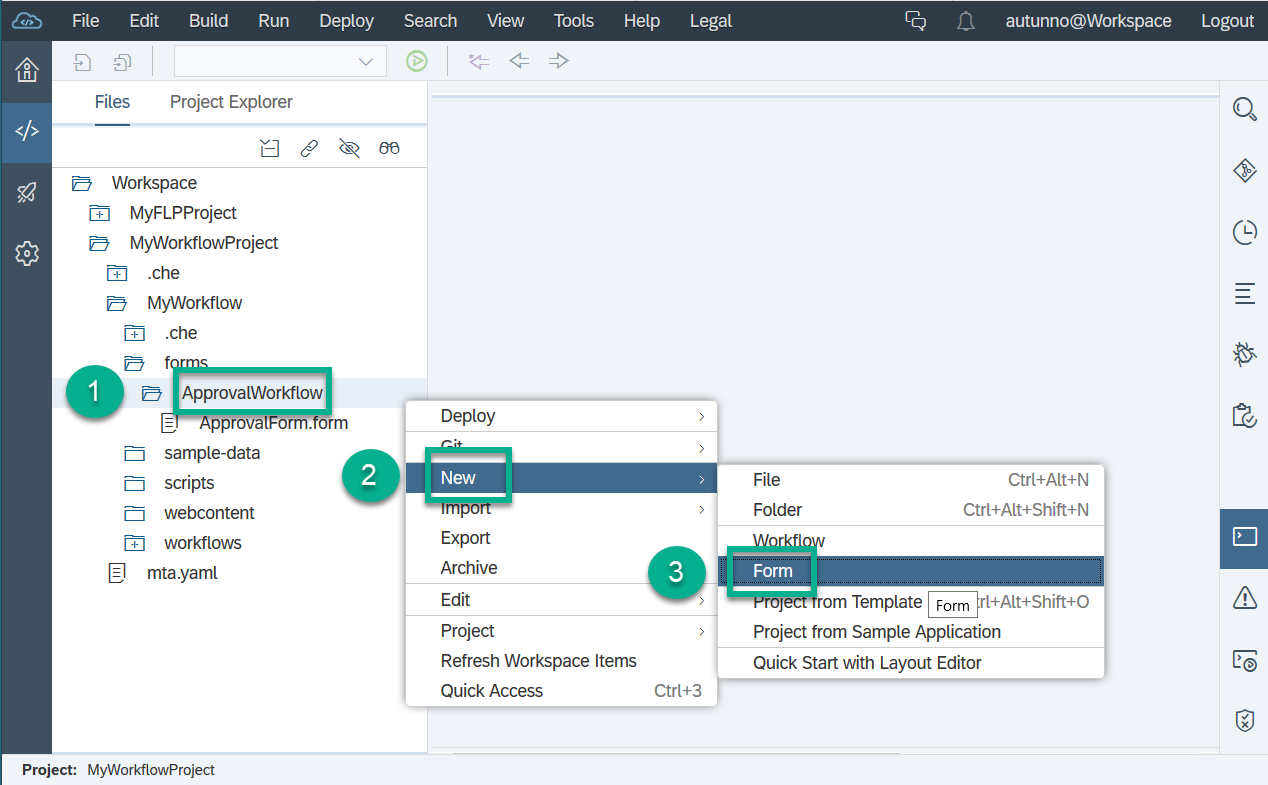 File Edit Build Run Deploy Search View Tools Help Legal autunno@Workspace Logout
Files Project Explorer
Workspace
MyFLPProject
MyWorkflowProject
.che
MyWorkflow
.che
forms
1 ApprovalWorkflow
ApprovalForm.form
sample-data
scripts
webcontent
workflows
mta.yaml
Deploy
Git
2 New
Import
Export
Archive
Edit
Project
Refresh Workspace Items
Quick Access Ctrl+3
File Ctrl+Alt+N
Folder Ctrl+Alt+Shift+N
Workflow
3 Form
Project from Template trl+Alt+Shift+O
Form
Project from Sample Application
Quick Start with Layout Editor
Project: MyWorkflowProject